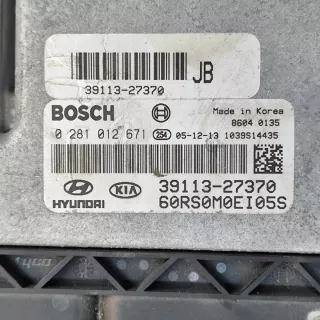 JB
39113-27370
BOSCH
Made in Korea
8604 0135
0 281 012 671 254 05-12-13 1039S14435
HYUNDAI KIA 39113-27370
60RS0M0EI05S